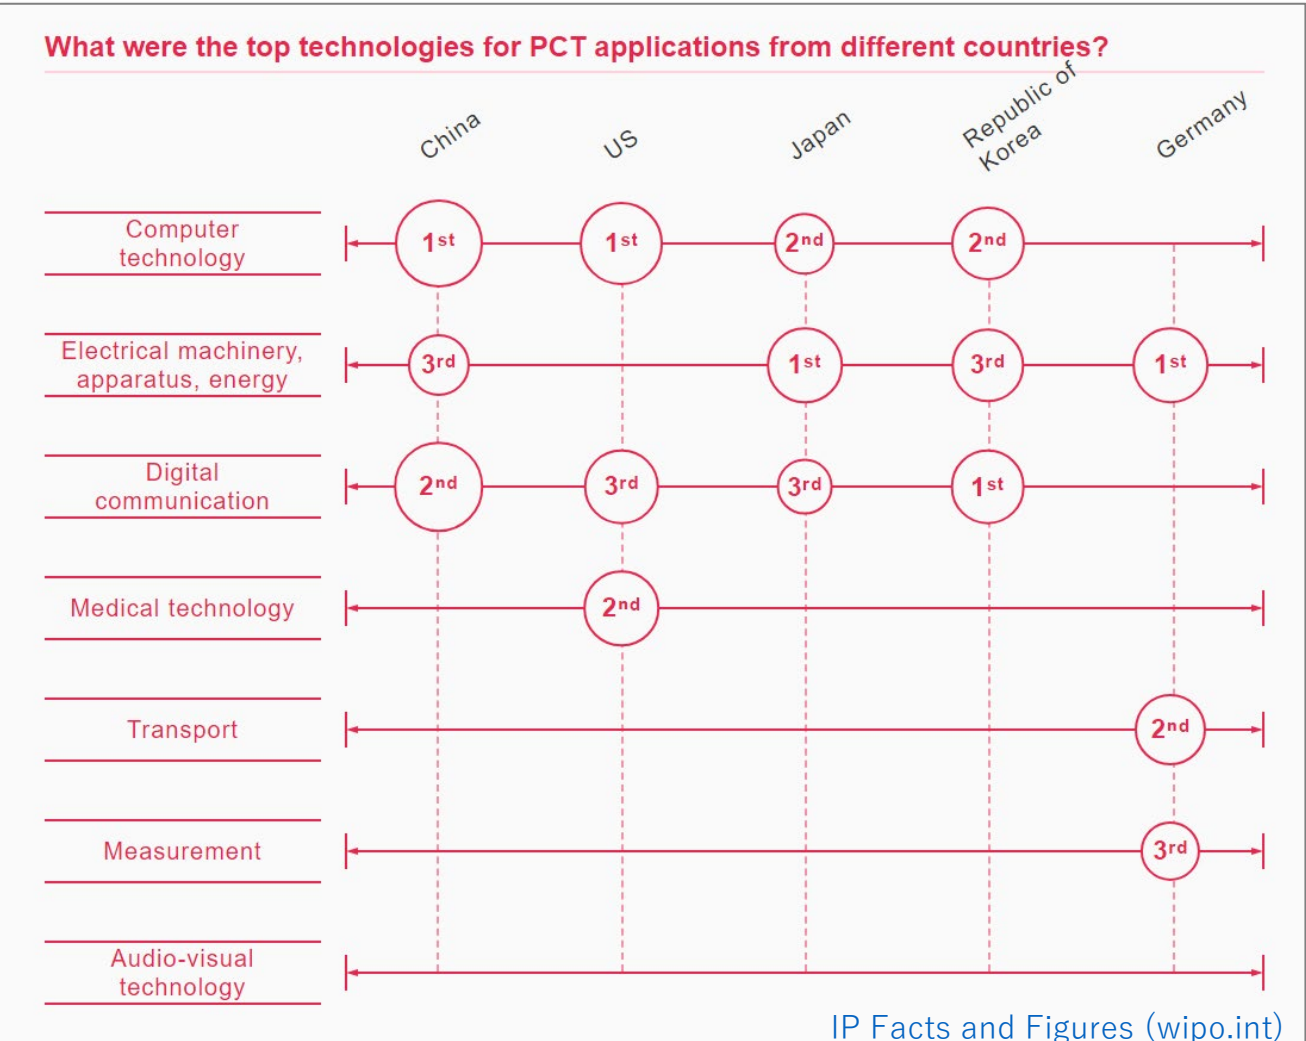 What were the top technologies for PCT applications from different countries?
China
US
Japan
Republic of
Korea
Germany
Computer
technology
1st
1st
2nd
2nd
Electrical machinery,
apparatus, energy
3rd
1st
3rd
1st
Digital
communication
2nd
3rd
3rd
1st
Medical technology
2nd
Transport
2nd
Measurement
3rd
Audio-visual
technology
IP Facts and Figures (wipo.int)